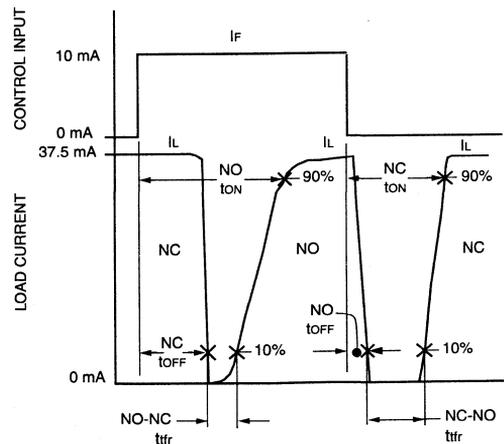 CONTROL INPUT
10 mA
IF
0 mA
LOAD CURRENT
37.5 mA
IL
IL
IL
NO
tON
90%
NC
tON
90%
NC
NO
NC
NO
tOFF
NC
tOFF
10%
10%
0 mA
NO-NC
ttfr
NC-NO
ttfr